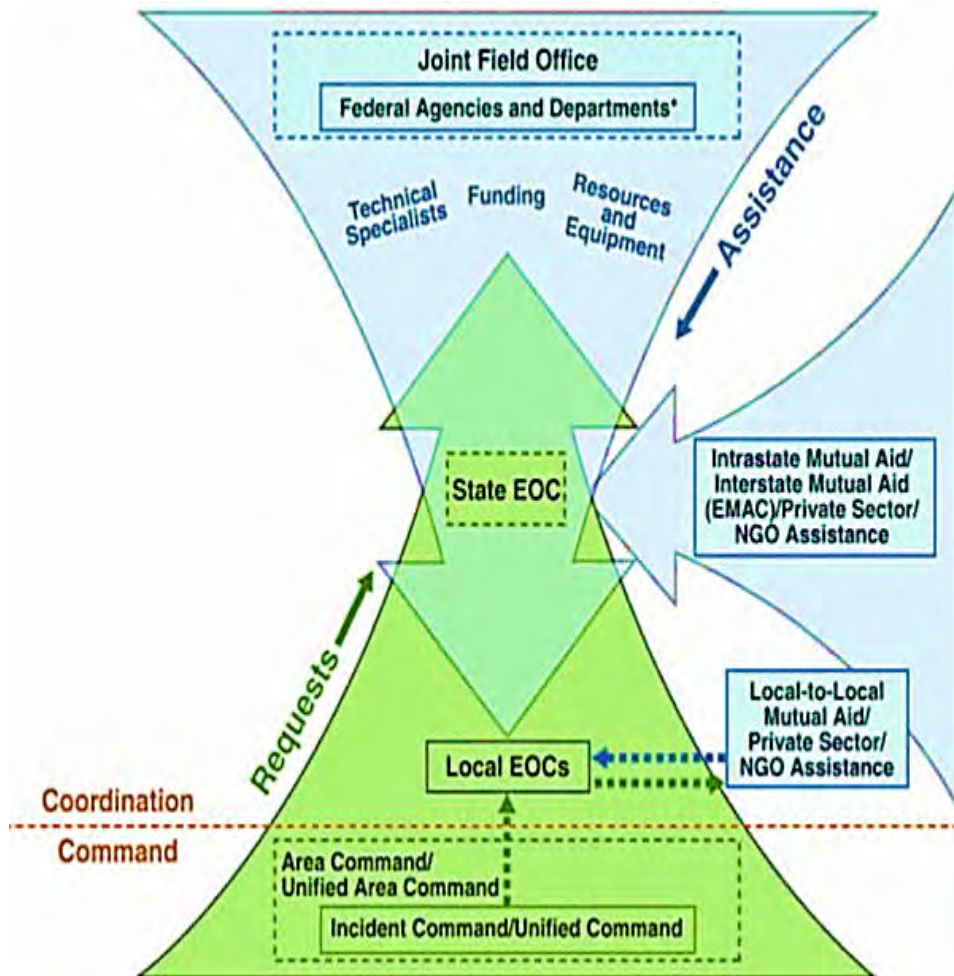 Joint Field Office
Federal Agencies and Departments*
Technical
Specialists
Funding
Resources
and
Equipment
Assistance
State EOC
Intrastate Mutual Aid/
Interstate Mutual Aid
(EMAC)/Private Sector/
NGO Assistance
Requests
Local-to-Local
Mutual Aid/
Private Sector/
NGO Assistance
Local EOCs
Coordination
Command
Area Command/
Unified Area Command
Incident Command/Unified Command